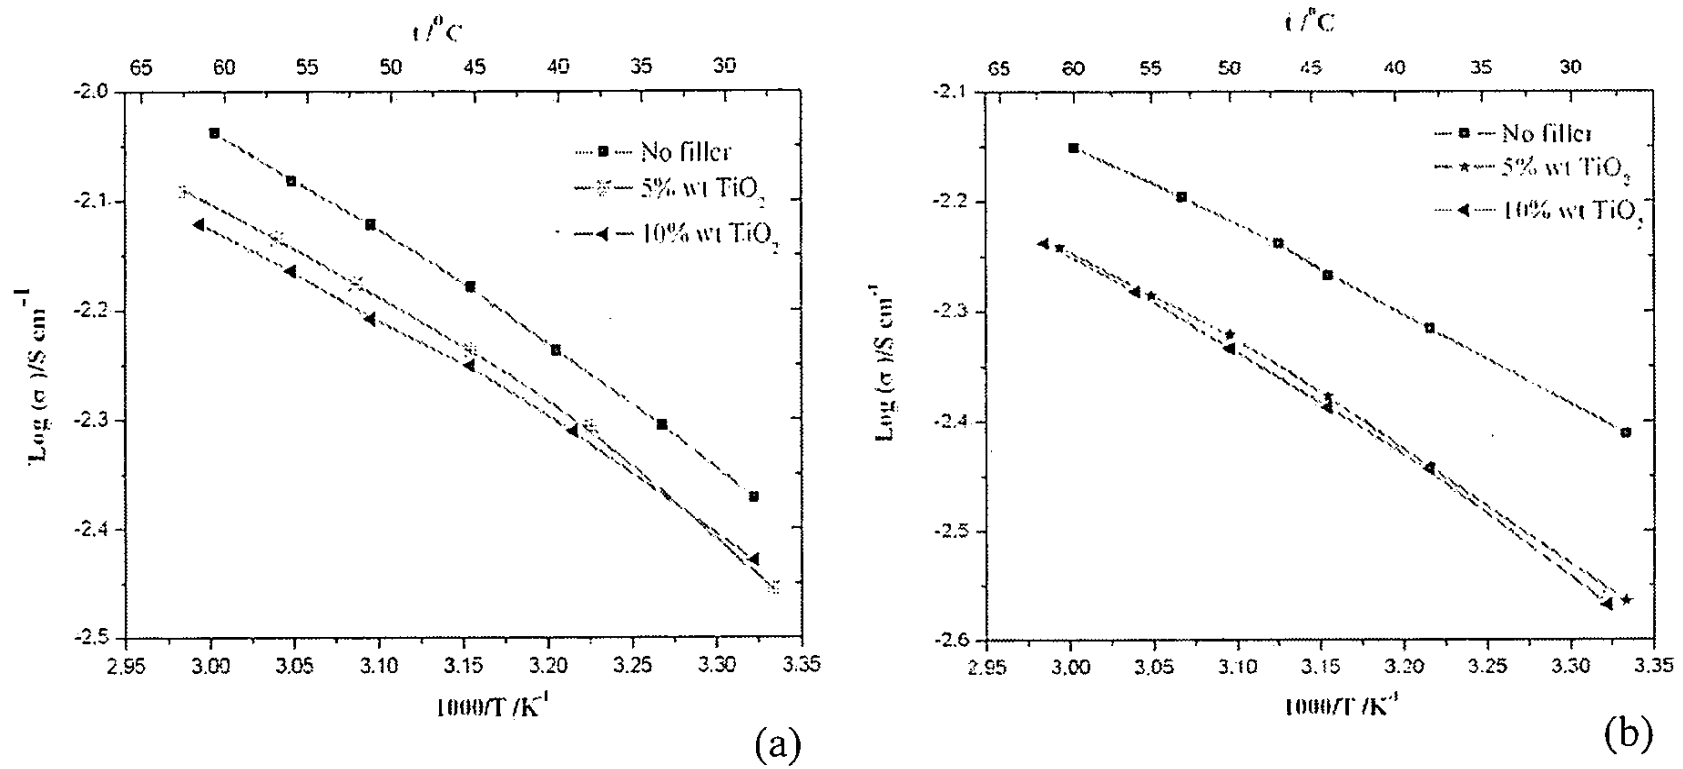 t /⁰C
65 60 55 50 45 40 35 30
-2.0
-2.1
-2.2
-2.3
-2.4
-2.5
Log (σ )/S cm⁻¹
No filler
5% wt TiO₂
10% wt TiO₂
2.95 3.00 3.05 3.10 3.15 3.20 3.25 3.30 3.35
1000/T /K⁻¹
(a)
t /⁰C
65 60 55 50 45 40 35 30
-2.1
-2.2
-2.3
-2.4
-2.5
-2.6
Log (σ )/S cm⁻¹
No filler
5% wt TiO₂
10% wt TiO₂
2.95 3.00 3.05 3.10 3.15 3.20 3.25 3.30 3.35
1000/T /K⁻¹
(b)